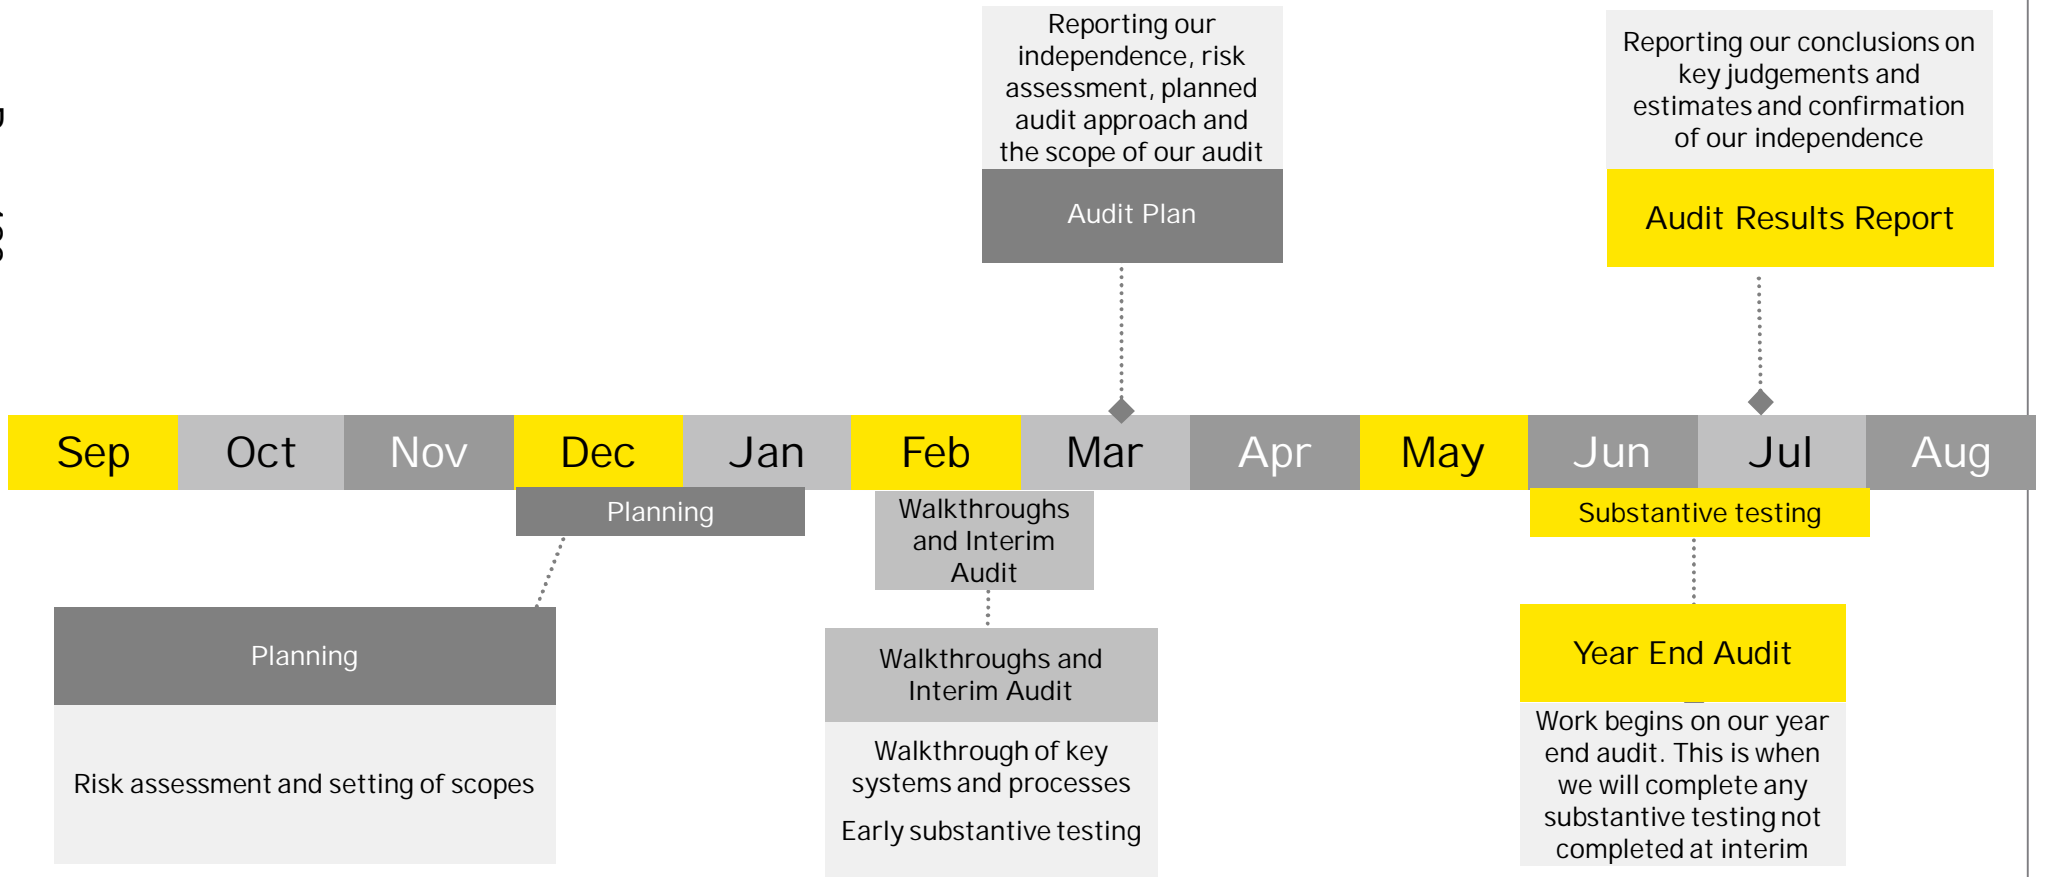 Reporting our
independence, risk
assessment, planned
audit approach and
the scope of our audit
Audit Plan
Reporting our conclusions on
key judgements and
estimates and confirmation
of our independence
Audit Results Report
Sep Oct Nov Dec Jan Feb Mar Apr May Jun Jul Aug
Planning
Walkthroughs
and Interim
Audit
Substantive testing
Planning
Risk assessment and setting of scopes
Walkthroughs and
Interim Audit
Walkthrough of key
systems and processes
Early substantive testing
Year End Audit
Work begins on our year
end audit. This is when
we will complete any
substantive testing not
completed at interim